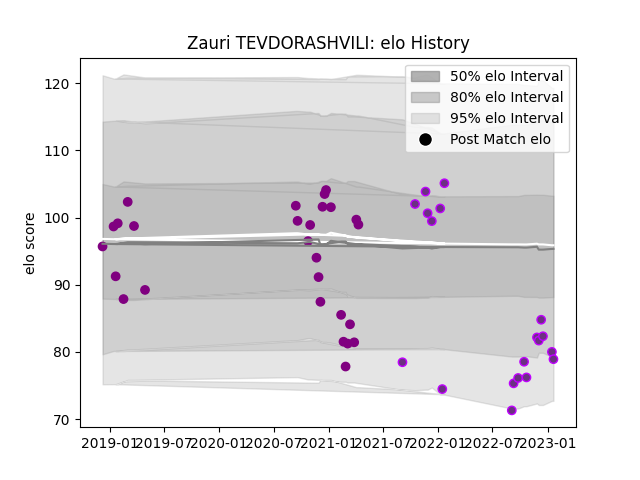 Zauri TEVDORASHVILI: elo History
50% elo Interval
80% elo Interval
95% elo Interval
Post Match elo
elo score
120
110
100
90
80
70
2019-01 2019-07 2020-01 2020-07 2021-01 2021-07 2022-01 2022-07 2023-01